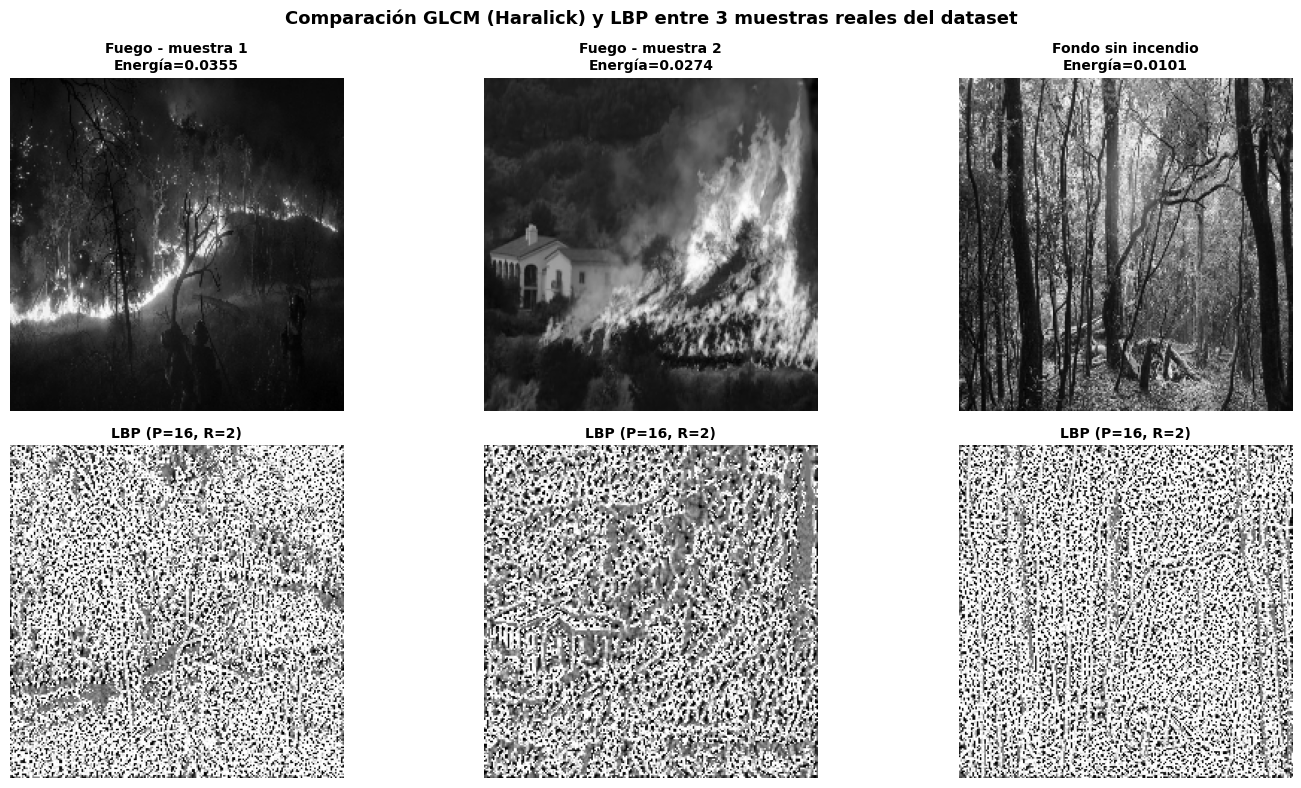 Comparación GLCM (Haralick) y LBP entre 3 muestras reales del dataset
Fuego - muestra 1
Energía=0.0355
Fuego - muestra 2
Energía=0.0274
Fondo sin incendio
Energía=0.0101
LBP (P=16, R=2)
LBP (P=16, R=2)
LBP (P=16, R=2)